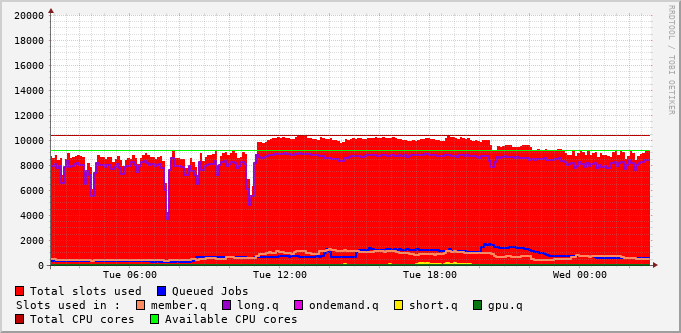 20000
18000
16000
14000
12000
10000
8000
6000
4000
2000
0
Tue 06:00 Tue 12:00 Tue 18:00 Wed 00:00
RRDTOOL / TOBI OETIKER
Total slots used Queued Jobs
Slots used in : member.q long.q ondemand.q short.q gpu.q
Total CPU cores Available CPU cores